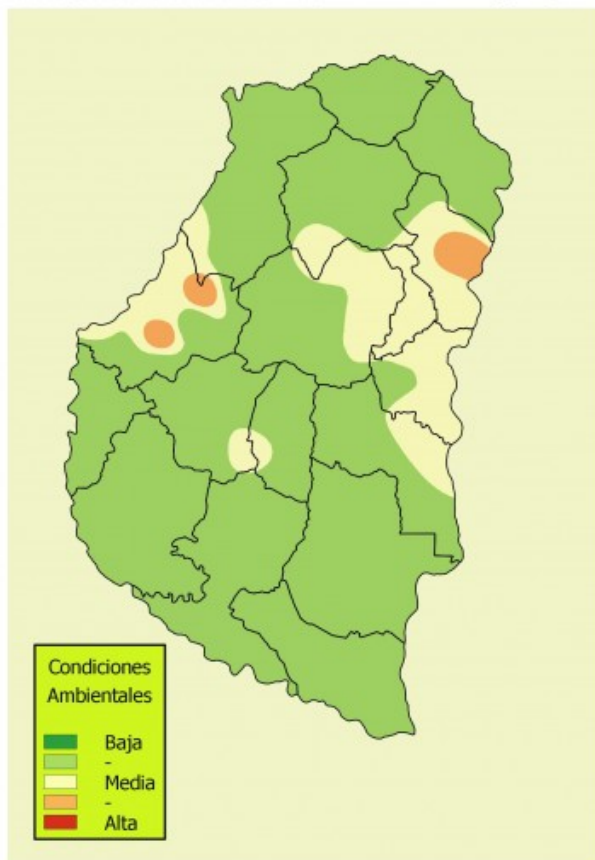 Condiciones
Ambientales
Baja
-
Media
-
Alta